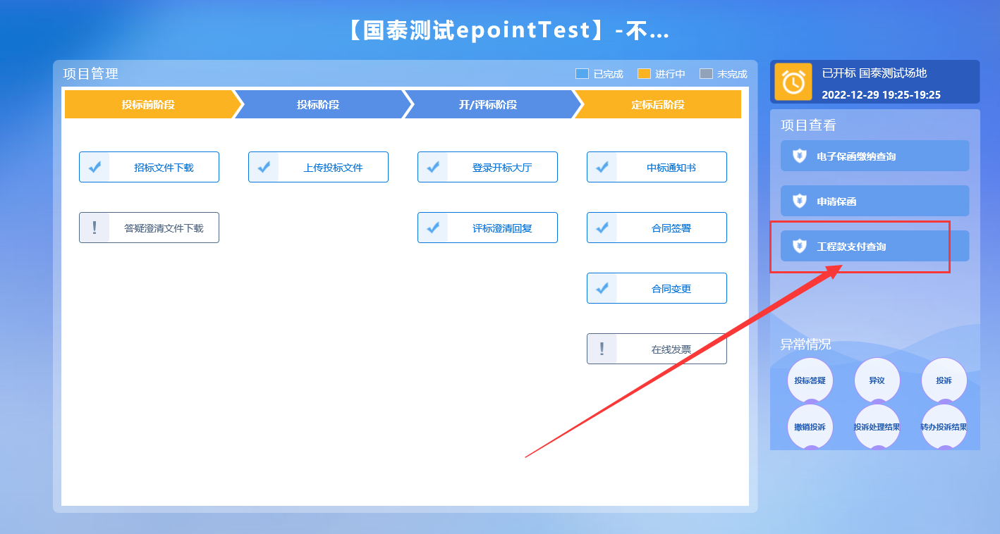 【国泰测试epointTest】-不...
项目管理
已完成
进行中
未完成
投标前阶段
投标阶段
开/评标阶段
定标后阶段
招标文件下载
上传投标文件
登录开标大厅
中标通知书
答疑澄清文件下载
评标澄清回复
合同签署
合同变更
在线发票
已开标 国泰测试场地
2022-12-29 19:25-19:25
项目查看
电子保函缴纳查询
申请保函
工程款支付查询
异常情况
投标答疑
异议
投诉
撤销投诉
投诉处理结果
转办投诉结果